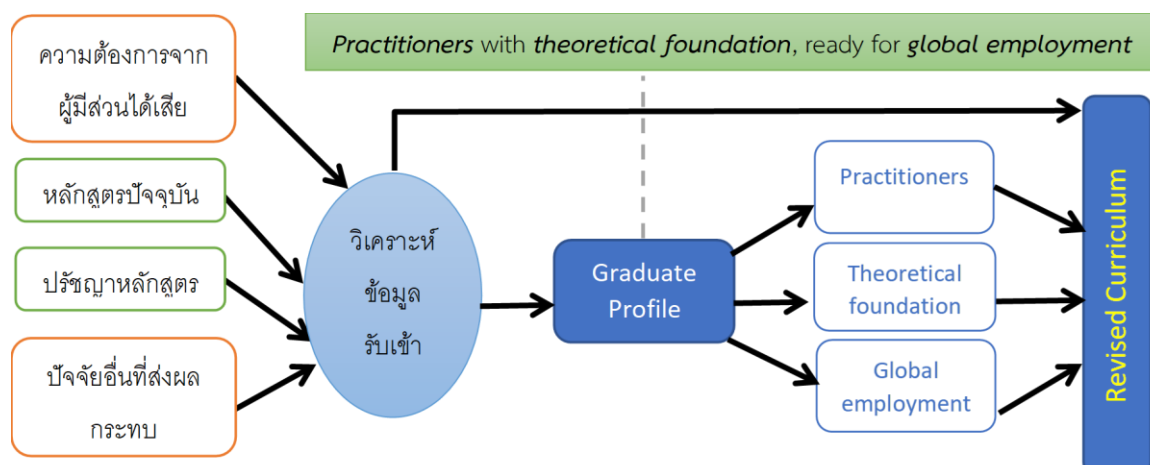 Practitioners with theoretical foundation, ready for global employment
ความต้องการจาก
ผู้มีส่วนได้เสีย
หลักสูตรปัจจุบัน
ปรัชญาหลักสูตร
ปัจจัยอื่นที่ส่งผล
กระทบ
วิเคราะห์
ข้อมูล
รับเข้า
Graduate
Profile
Practitioners
Theoretical
foundation
Global
employment
Revised Curriculum